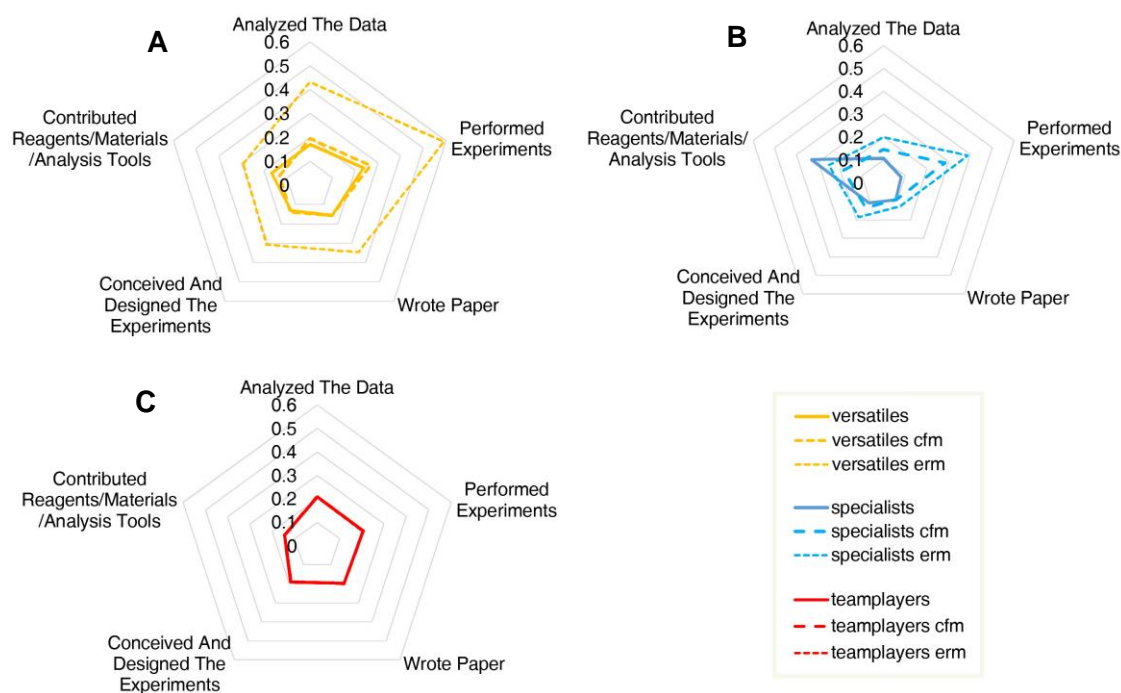 A
Analyzed The Data
0.6
0.5
0.4
0.3
0.2
0.1
0
Contributed
Reagents/Materials
/Analysis Tools
Performed
Experiments
Conceived And
Designed The
Experiments
Wrote Paper
B
Analyzed The Data
0.6
0.5
0.4
0.3
0.2
0.1
0
Contributed
Reagents/Materials/
Analysis Tools
Performed
Experiments
Conceived And
Designed The
Experiments
Wrote Paper
C
Analyzed The Data
0.6
0.5
0.4
0.3
0.2
0.1
0
Contributed
Reagents/Materials
/Analysis Tools
Performed
Experiments
Conceived And
Designed The
Experiments
Wrote Paper
versatiles
versatiles cfm
versatiles erm
specialists
specialists cfm
specialists erm
teamplayers
teamplayers cfm
teamplayers erm